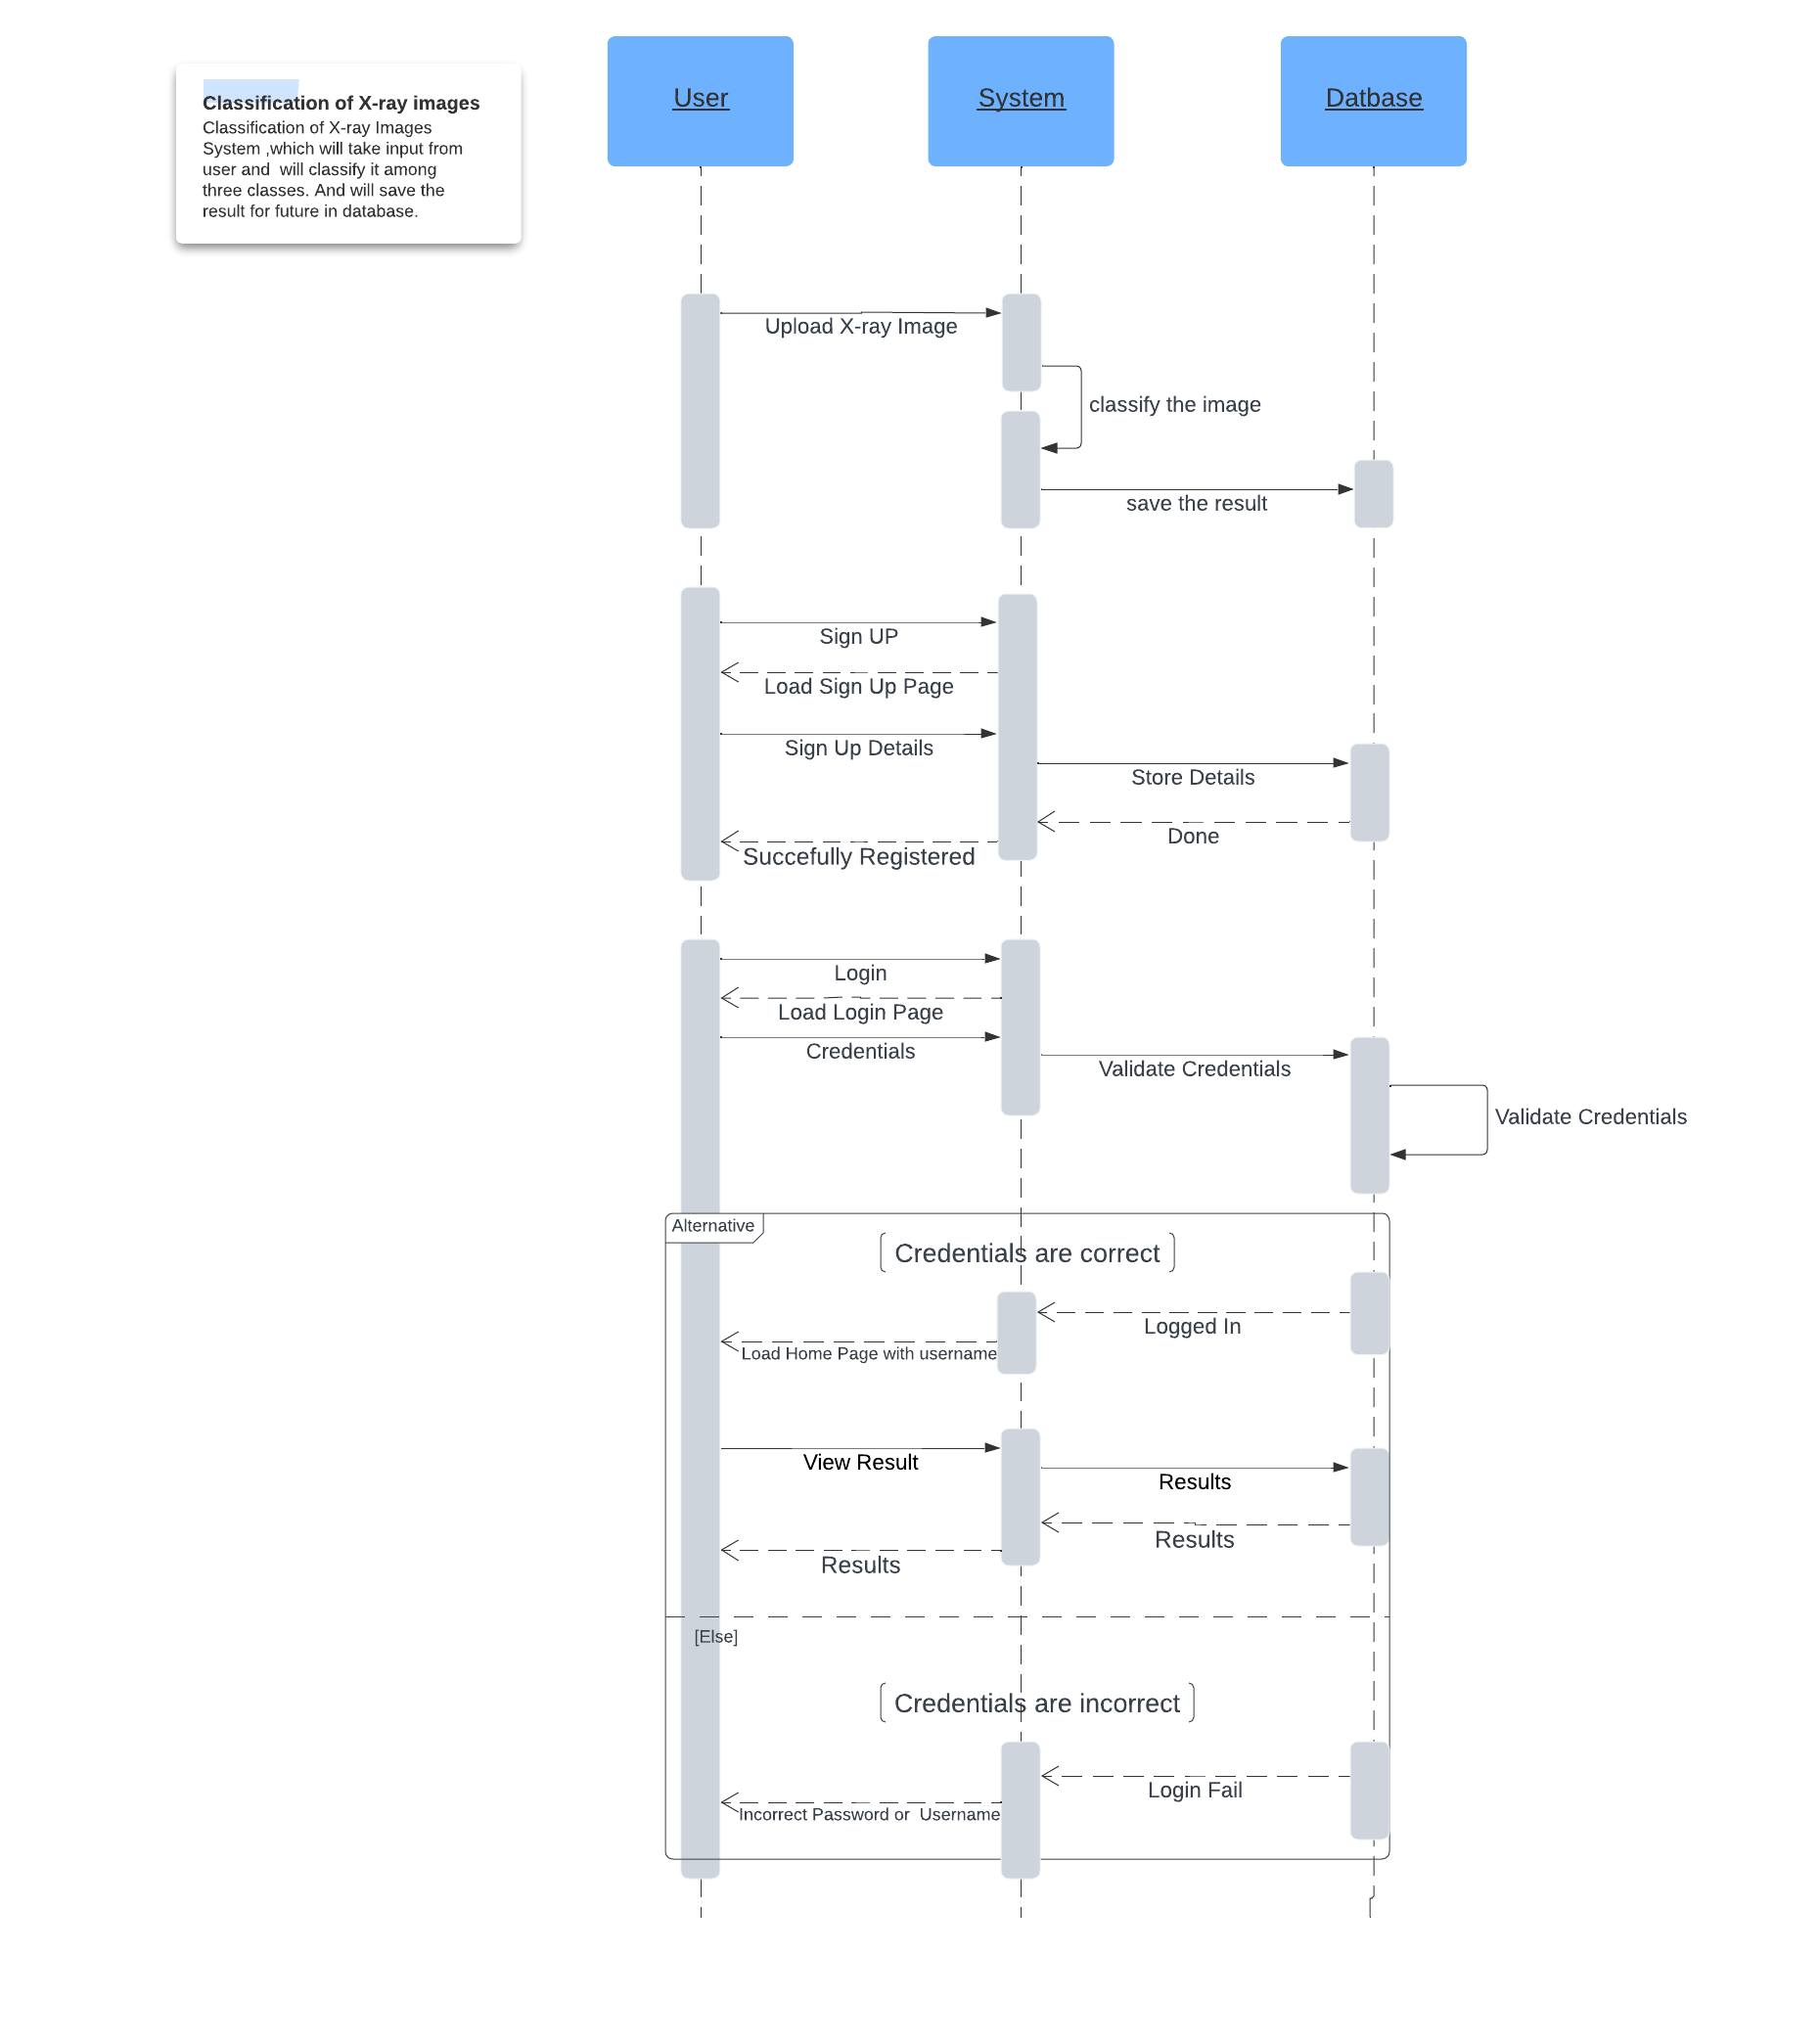 User
System
Datbase
Classification of X-ray images
Classification of X-ray Images
System ,which will take input from
user and  will classify it among
three classes. And will save the
result for future in database.
Upload X-ray Image
classify the image
save the result
Sign UP
Load Sign Up Page
Sign Up Details
Store Details
Done
Succefully Registered
Login
Load Login Page
Credentials
Validate Credentials
Validate Credentials
Alternative
Credentials are correct
Logged In
Load Home Page with username
View Result
Results
Results
Results
[Else]
Credentials are incorrect
Login Fail
Incorrect Password or  Username